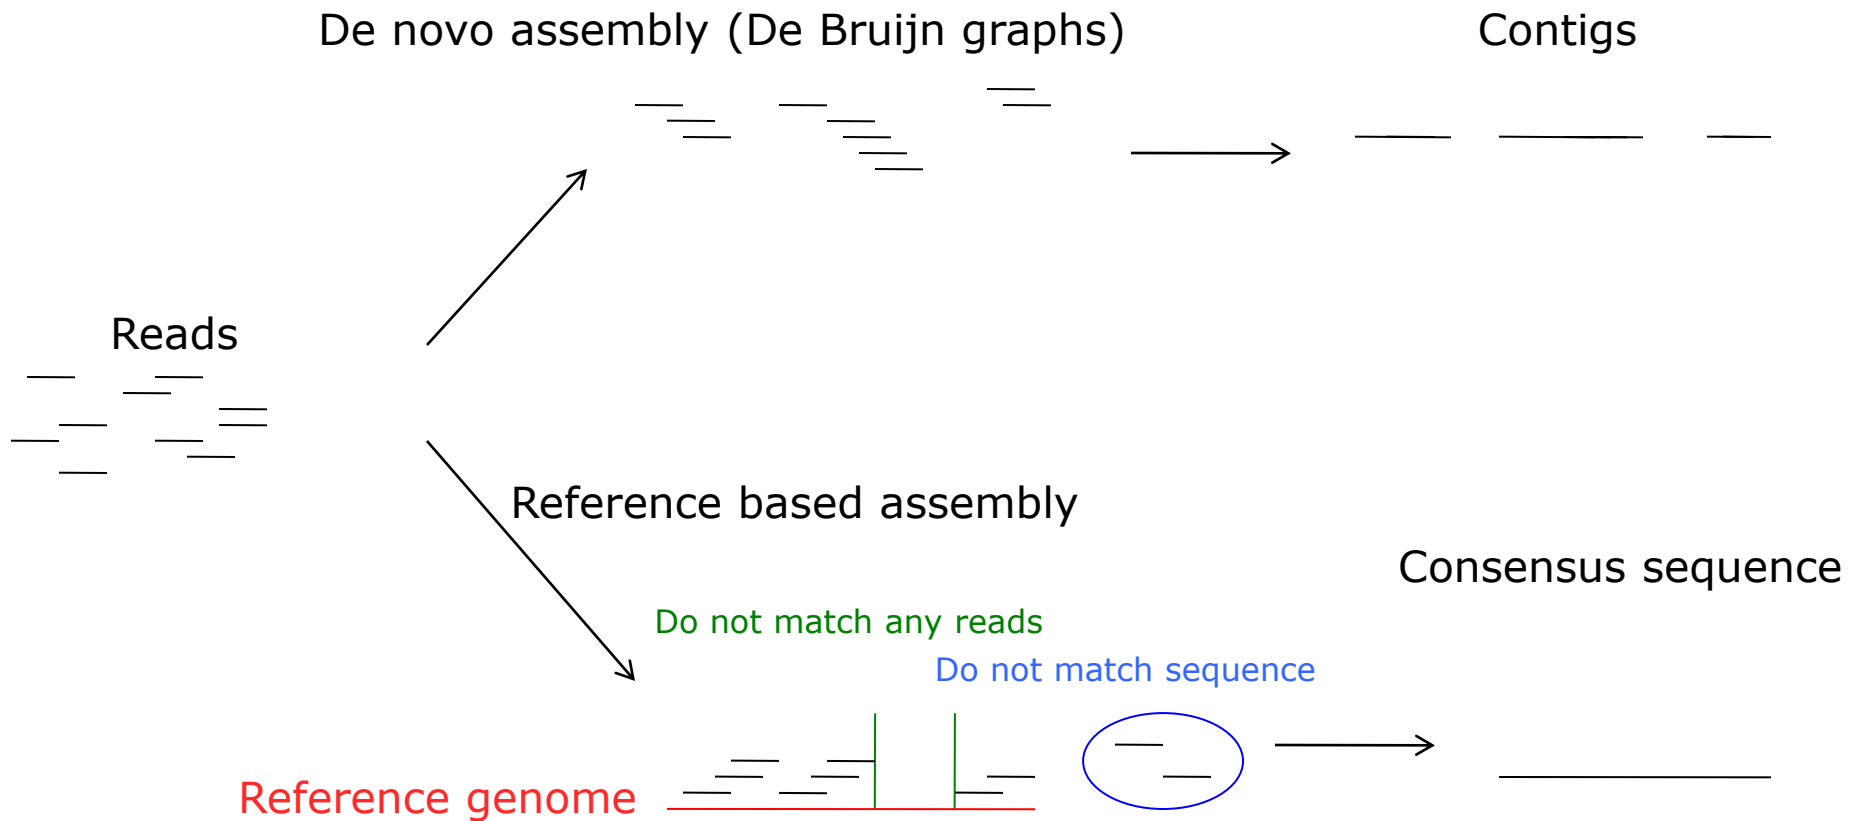 De novo assembly (De Bruijn graphs)
Contigs
Reads
Reference based assembly
Consensus sequence
Do not match any reads
Do not match sequence
Reference genome